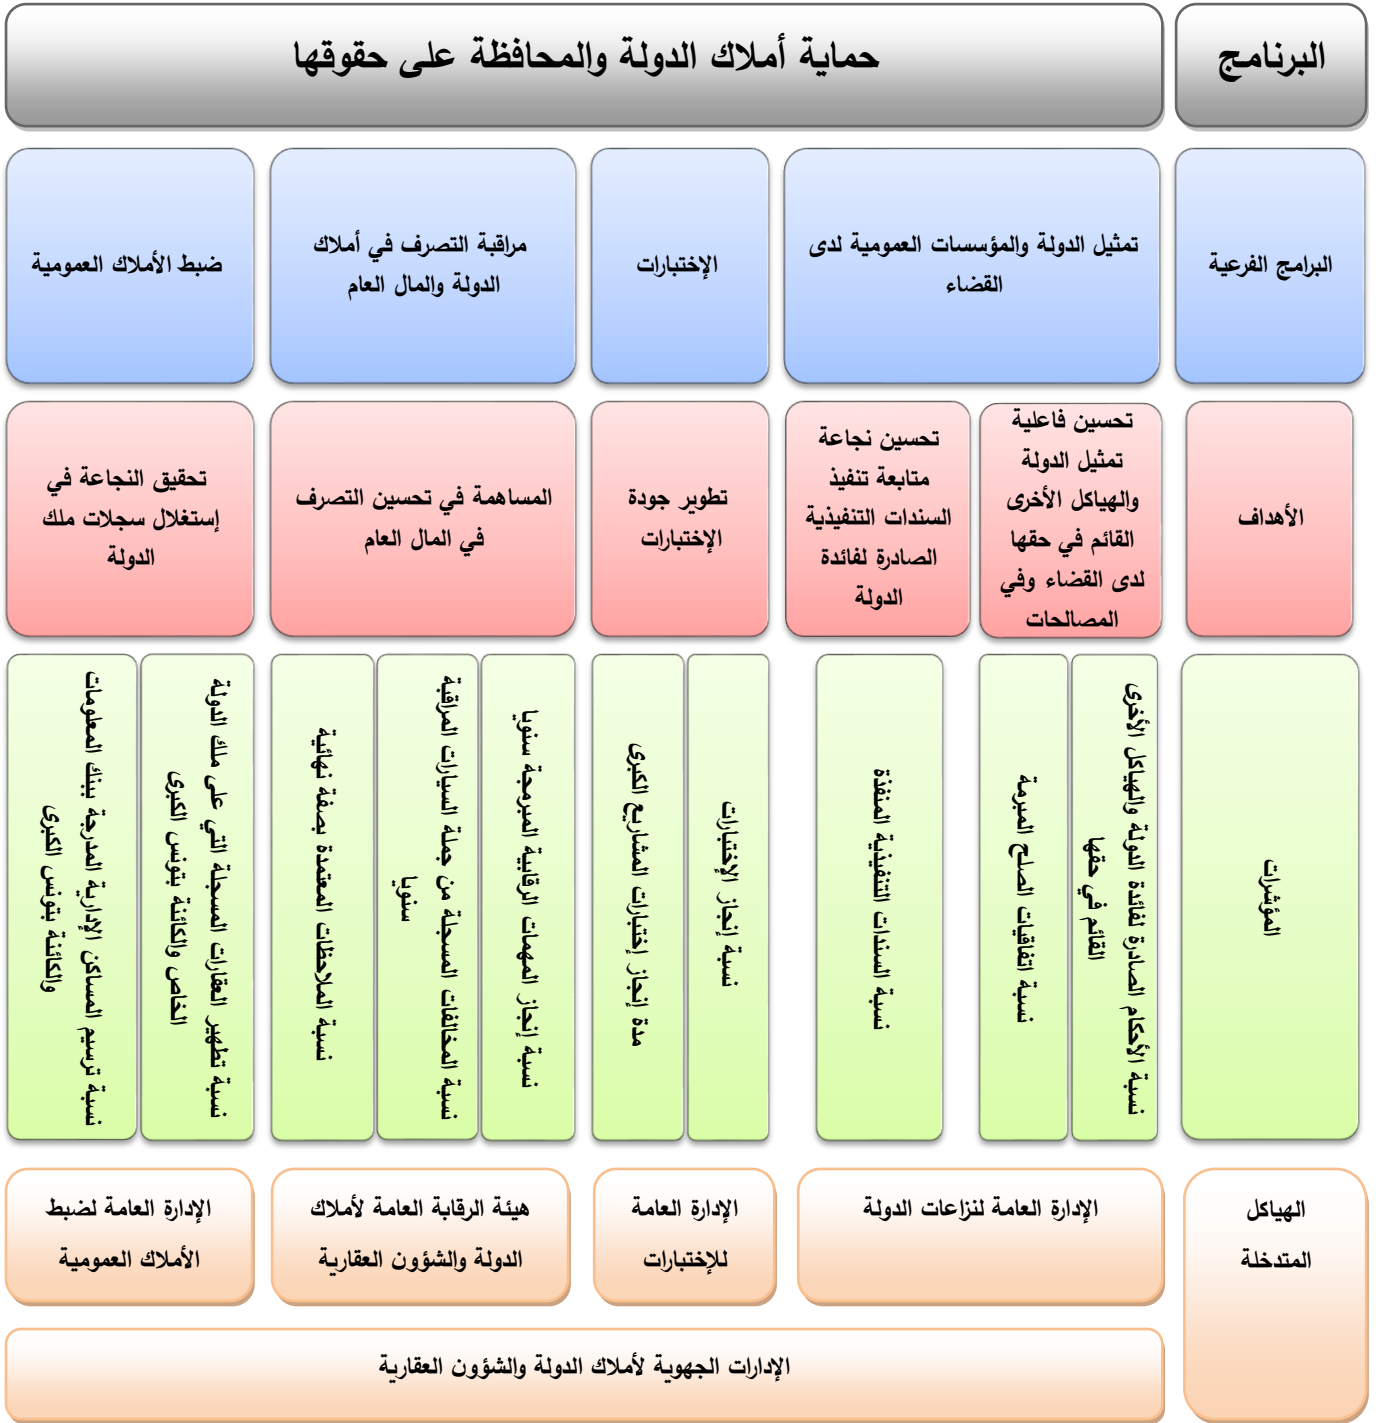 البرنامج
حماية أملاك الدولة والمحافظة على حقوقها
البرامج الفرعية
تمثيل الدولة والمؤسسات العمومية لدى
القضاء
الإختبارات
مراقبة التصرف في أملاك
الدولة والمال العام
ضبط الأملاك العمومية
الأهداف
تحسين فاعلية
تمثيل الدولة
والهياكل الأخرى
القائم في حقها
لدى القضاء وفي
المصالحات
تحسين نجاعة
متابعة تنفيذ
السندات التنفيذية
الصادرة لفائدة
الدولة
تطوير جودة
الإختبارات
المساهمة في تحسين التصرف
في المال العام
تحقيق النجاعة في
إستغلال سجلات ملك
الدولة
المؤشرات
نسبة الأحكام الصادرة لفائدة الدولة والهياكل الأخرى
القائم في حقها
نسبة اتفاقيات الصلح المبرمة
نسبة السندات التنفيذية المنفذة
نسبة إنجاز الإختبارات
مدة إنجاز إختبارات المشاريع الكبرى
نسبة إنجاز المهمات الرقابية المبرمجة سنويا
نسبة المخالفات المسجلة من جملة السيارات المراقبة
سنويا
نسبة الملاحظات المعتمدة بصفة نهائية
نسبة تطهير العقارات المسجلة التي على ملك الدولة
الخاص والكائنة بتونس الكبرى
نسبة ترسيم المساكن الإدارية المدرجة ببنك المعلومات
والكائنة بتونس الكبرى
الهياكل
المتدخلة
الإدارة العامة لنزاعات الدولة
الإدارة العامة
للإختبارات
هيئة الرقابة العامة لأملاك
الدولة والشؤون العقارية
الإدارة العامة لضبط
الأملاك العمومية
الإدارات الجهوية لأملاك الدولة والشؤون العقارية